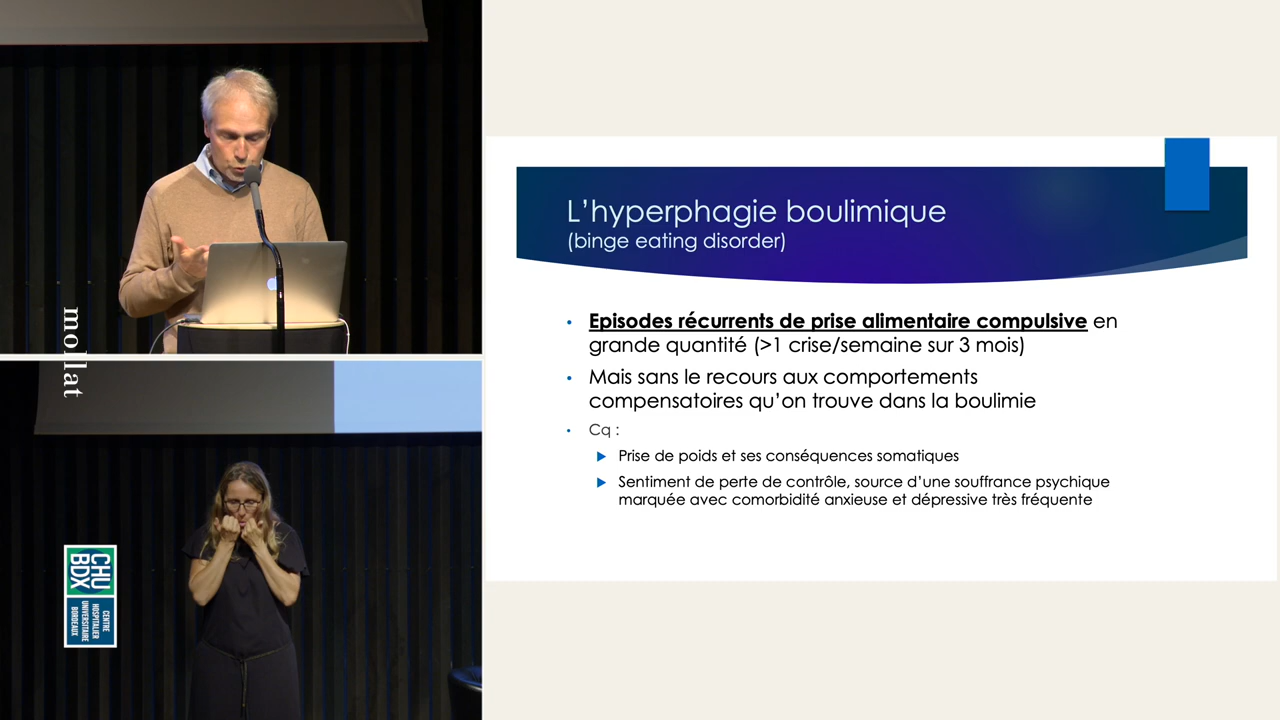 mollat
CHU
BDX
CENTRE
HOSPITALIER
UNIVERSITAIRE
BORDEAUX
L’hyperphagie boulimique
(binge eating disorder)
• Episodes récurrents de prise alimentaire compulsive en
grande quantité (>1 crise/semaine sur 3 mois)
• Mais sans le recours aux comportements
compensatoires qu’on trouve dans la boulimie
• Cq :
Prise de poids et ses conséquences somatiques
Sentiment de perte de contrôle, source d’une souffrance psychique
marquée avec comorbidité anxieuse et dépressive très fréquente